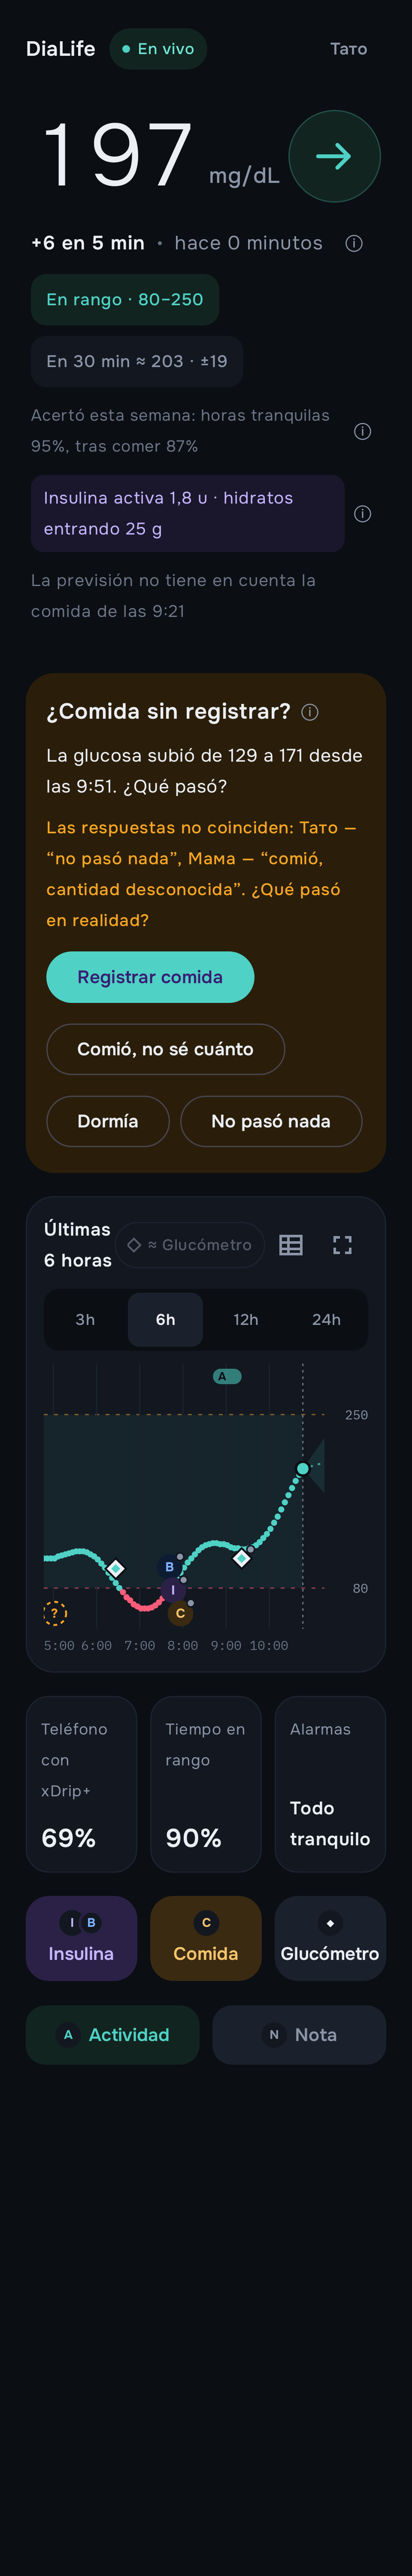 DiaLife
En vivo
Тато
197 mg/dL
+6 en 5 min • hace 0 minutos
En rango · 80–250
En 30 min ≈ 203 · ±19
Acertó esta semana: horas tranquilas
95%, tras comer 87%
Insulina activa 1,8 u · hidratos
entrando 25 g
La previsión no tiene en cuenta la
comida de las 9:21
¿Comida sin registrar?
La glucosa subió de 129 a 171 desde
las 9:51. ¿Qué pasó?
Las respuestas no coinciden: Тато —
“no pasó nada”, Мама — “comió,
cantidad desconocida”. ¿Qué pasó
en realidad?
Registrar comida
Comió, no sé cuánto
Dormía
No pasó nada
Últimas
6 horas
≈ Glucómetro
3h 6h 12h 24h
A
250
B
I
80
?
C
5:00 6:00 7:00 8:00 9:00 10:00
Teléfono
con
xDrip+
69%
Tiempo en
rango
90%
Alarmas
Todo
tranquilo
I B
Insulina
C
Comida
Glucómetro
A Actividad
N Nota